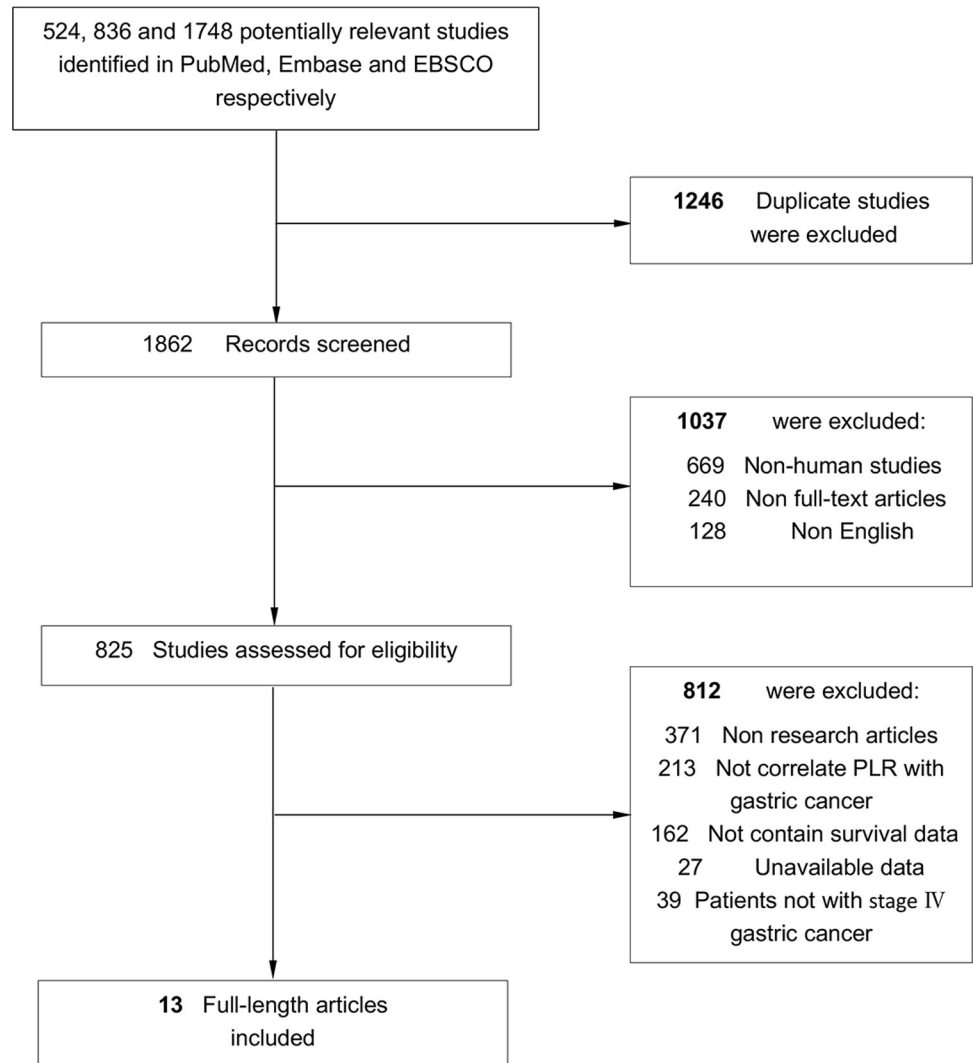 524, 836 and 1748 potentially relevant studies
identified in PubMed, Embase and EBSCO
respectively
1246 Duplicate studies
were excluded
1862 Records screened
1037 were excluded:
669 Non-human studies
240 Non full-text articles
128 Non English
825 Studies assessed for eligibility
812 were excluded:
371 Non research articles
213 Not correlate PLR with
gastric cancer
162 Not contain survival data
27 Unavailable data
39 Patients not with stage IV
gastric cancer
13 Full-length articles
included